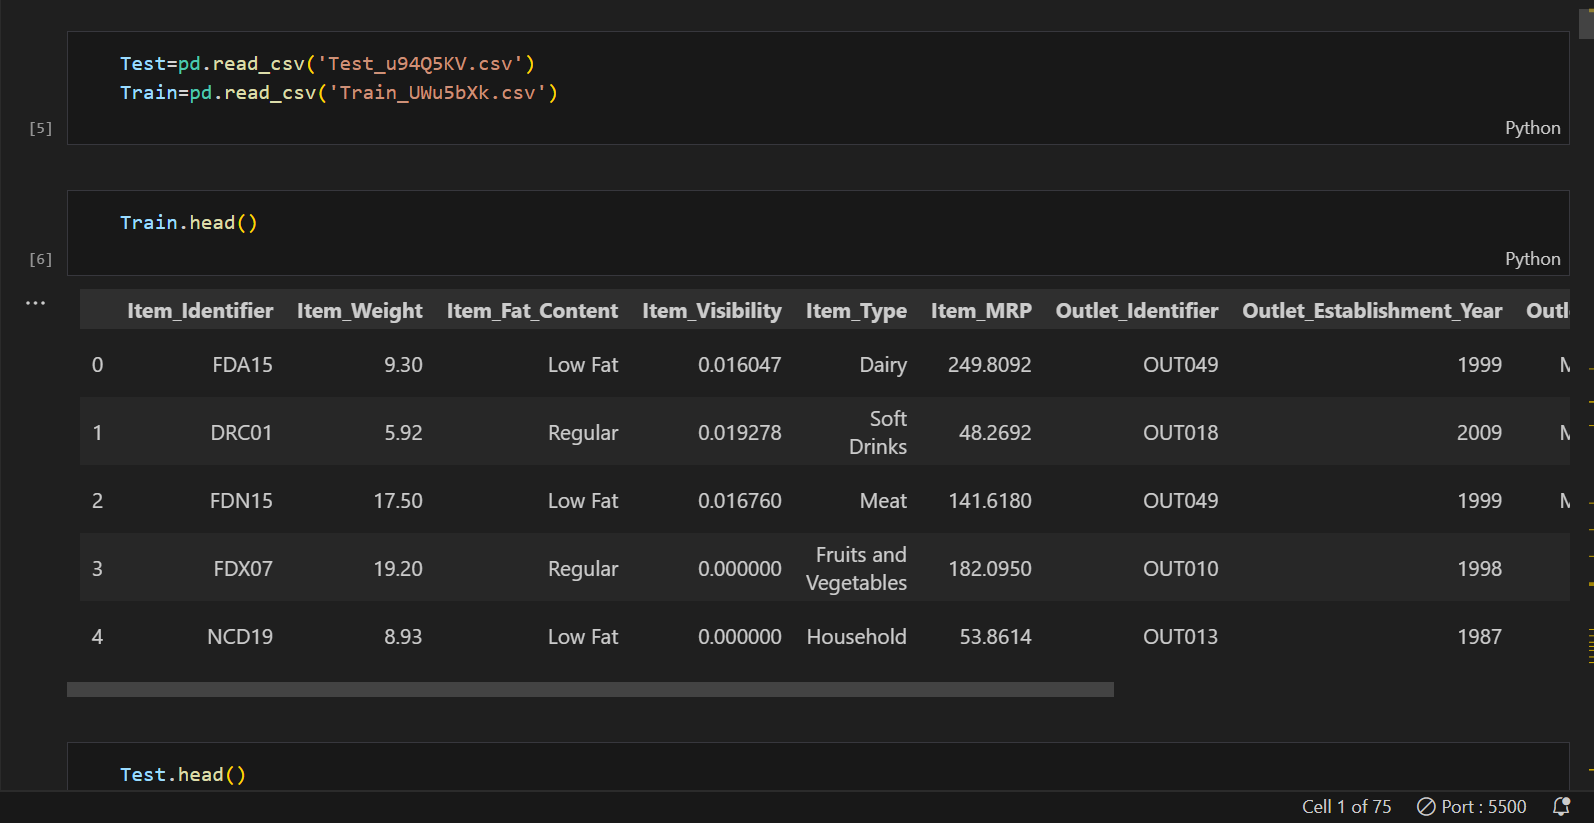 Test=pd.read_csv('Test_u94Q5KV.csv')
Train=pd.read_csv('Train_UWu5bXk.csv')
[5]
Python
Train.head()
[6]
Python
...
Item_Identifier Item_Weight Item_Fat_Content Item_Visibility Item_Type Item_MRP Outlet_Identifier Outlet_Establishment_Year Outl
0 FDA15 9.30 Low Fat 0.016047 Dairy 249.8092 OUT049 1999 M
1 DRC01 5.92 Regular 0.019278 Soft Drinks 48.2692 OUT018 2009 M
2 FDN15 17.50 Low Fat 0.016760 Meat 141.6180 OUT049 1999 M
3 FDX07 19.20 Regular 0.000000 Fruits and Vegetables 182.0950 OUT010 1998
4 NCD19 8.93 Low Fat 0.000000 Household 53.8614 OUT013 1987
Test.head()
Cell 1 of 75 Port : 5500